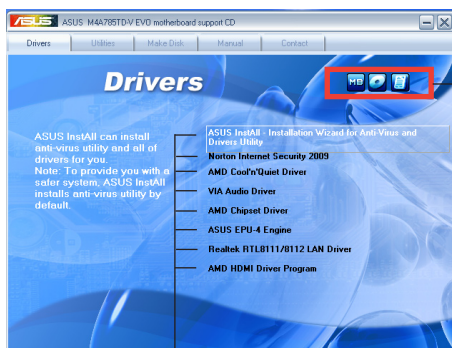 ASUS ASUS M4A785TD-V EVO motherboard support CD
Drivers Utilities Make Disk Manual Contact
Drivers
MB
ASUS InstAll can install
anti-virus utility and all of
drivers for you.
Note: To provide you with a
safer system, ASUS InstAll
installs anti-virus utility by
default.
ASUS InstAll - Installation Wizard for Anti-Virus and
Drivers Utility
Norton Internet Security 2009
AMD Cool'n'Quiet Driver
VIA Audio Driver
AMD Chipset Driver
ASUS EPU-4 Engine
Realtek RTL8111/8112 LAN Driver
AMD HDMI Driver Program